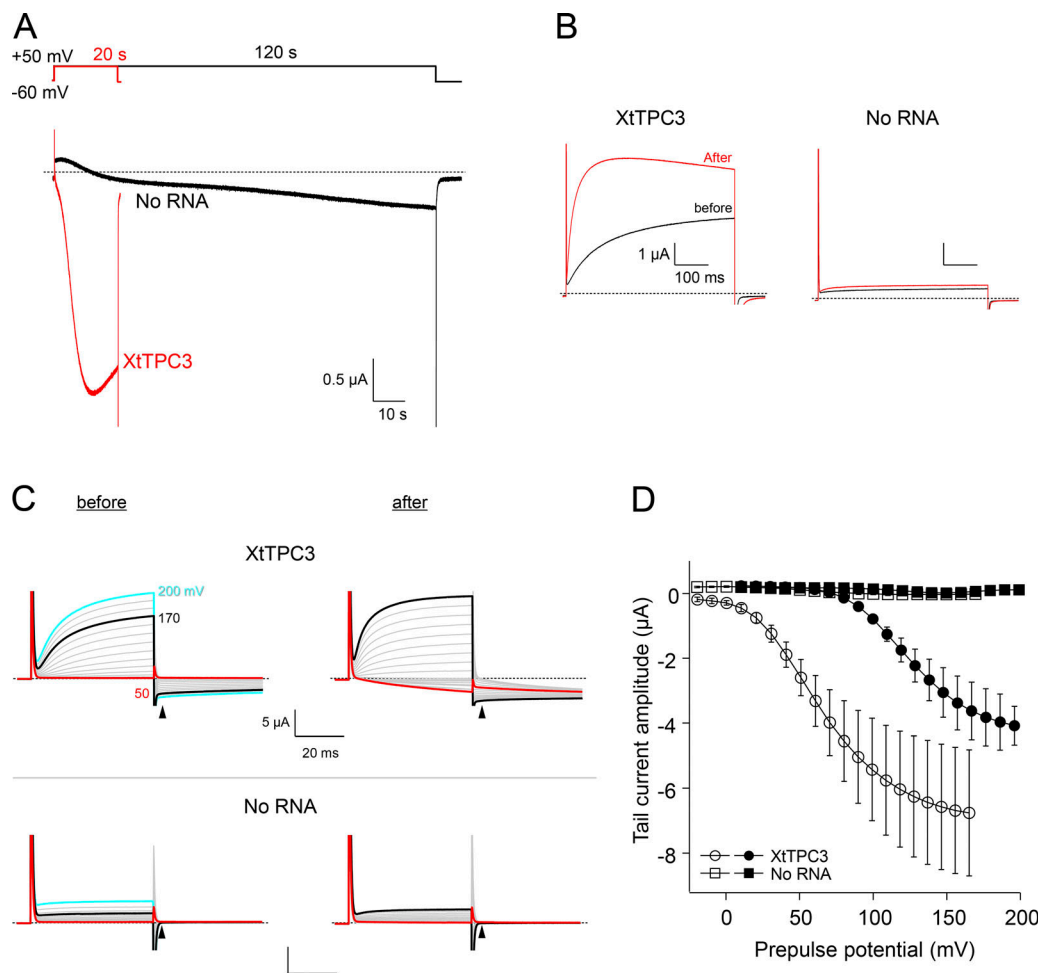 A
+50 mV
20 s
120 s
-60 mV
No RNA
XtTPC3
0.5 µA
10 s
B
XtTPC3
No RNA
After
before
1 µA
100 ms
C
before
after
XtTPC3
200 mV
170
50
5 µA
20 ms
No RNA
D
Tail current amplitude (µA)
0
-2
-4
-6
-8
XtTPC3
No RNA
0 50 100 150 200
Prepulse potential (mV)